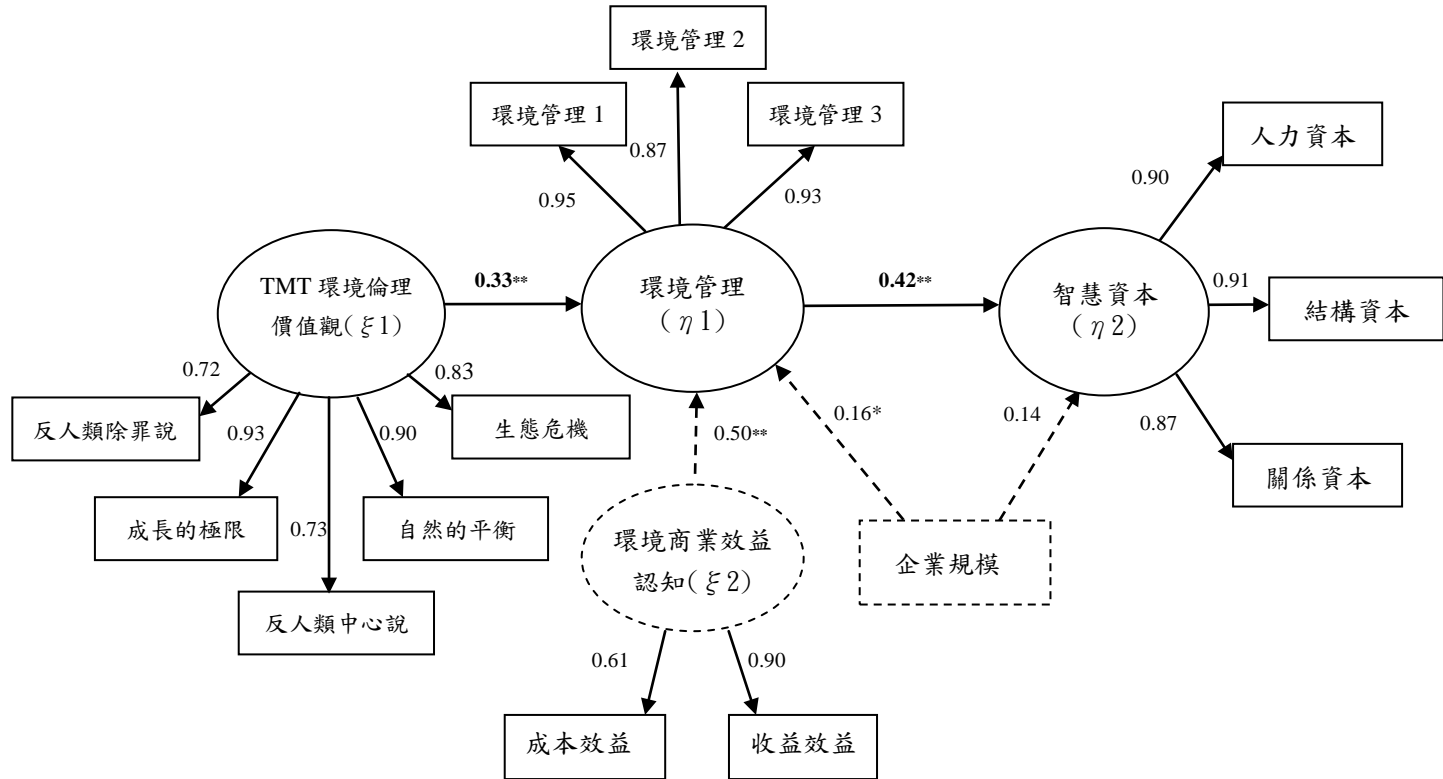 環境管理 2
環境管理 1
環境管理 3
人力資本
0.87
0.90
0.95
0.93
TMT 環境倫理
價值觀(ξ1)
0.33**
環境管理
(η1)
0.42**
智慧資本
(η2)
0.91
結構資本
0.72
0.83
反人類除罪說
0.93
0.90
生態危機
0.50**
0.16*
0.14
0.87
關係資本
成長的極限
0.73
自然的平衡
環境商業效益
認知(ξ2)
企業規模
反人類中心說
0.61
0.90
成本效益
收益效益